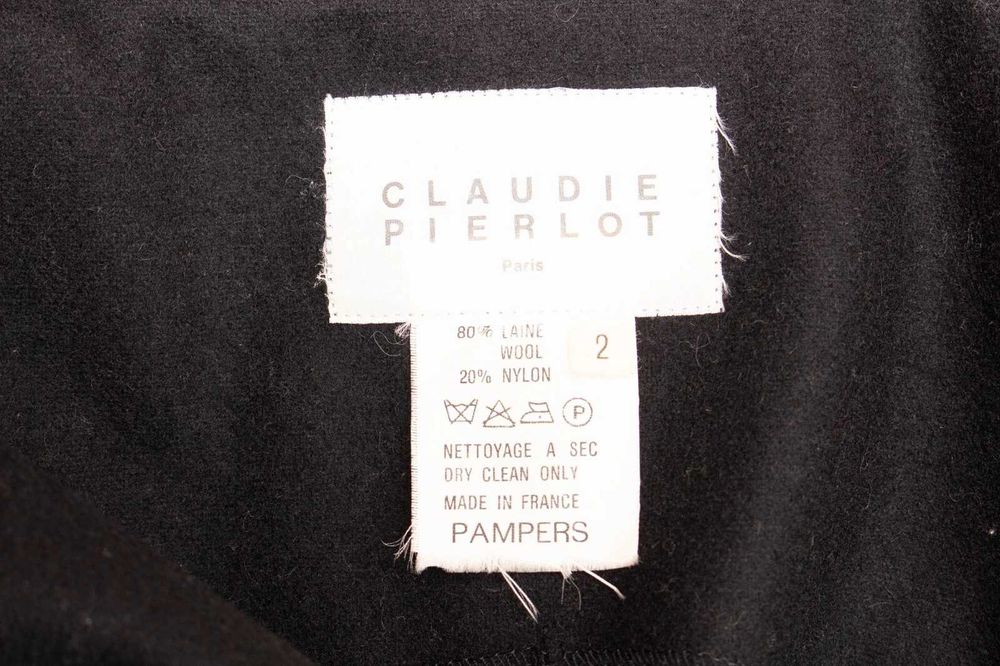 CLAUDIE
PIERLOT
Paris
80% LAINE
WOOL
2
20% NYLON
P
NETTOYAGE A SEC
DRY CLEAN ONLY
MADE IN FRANCE
PAMPERS